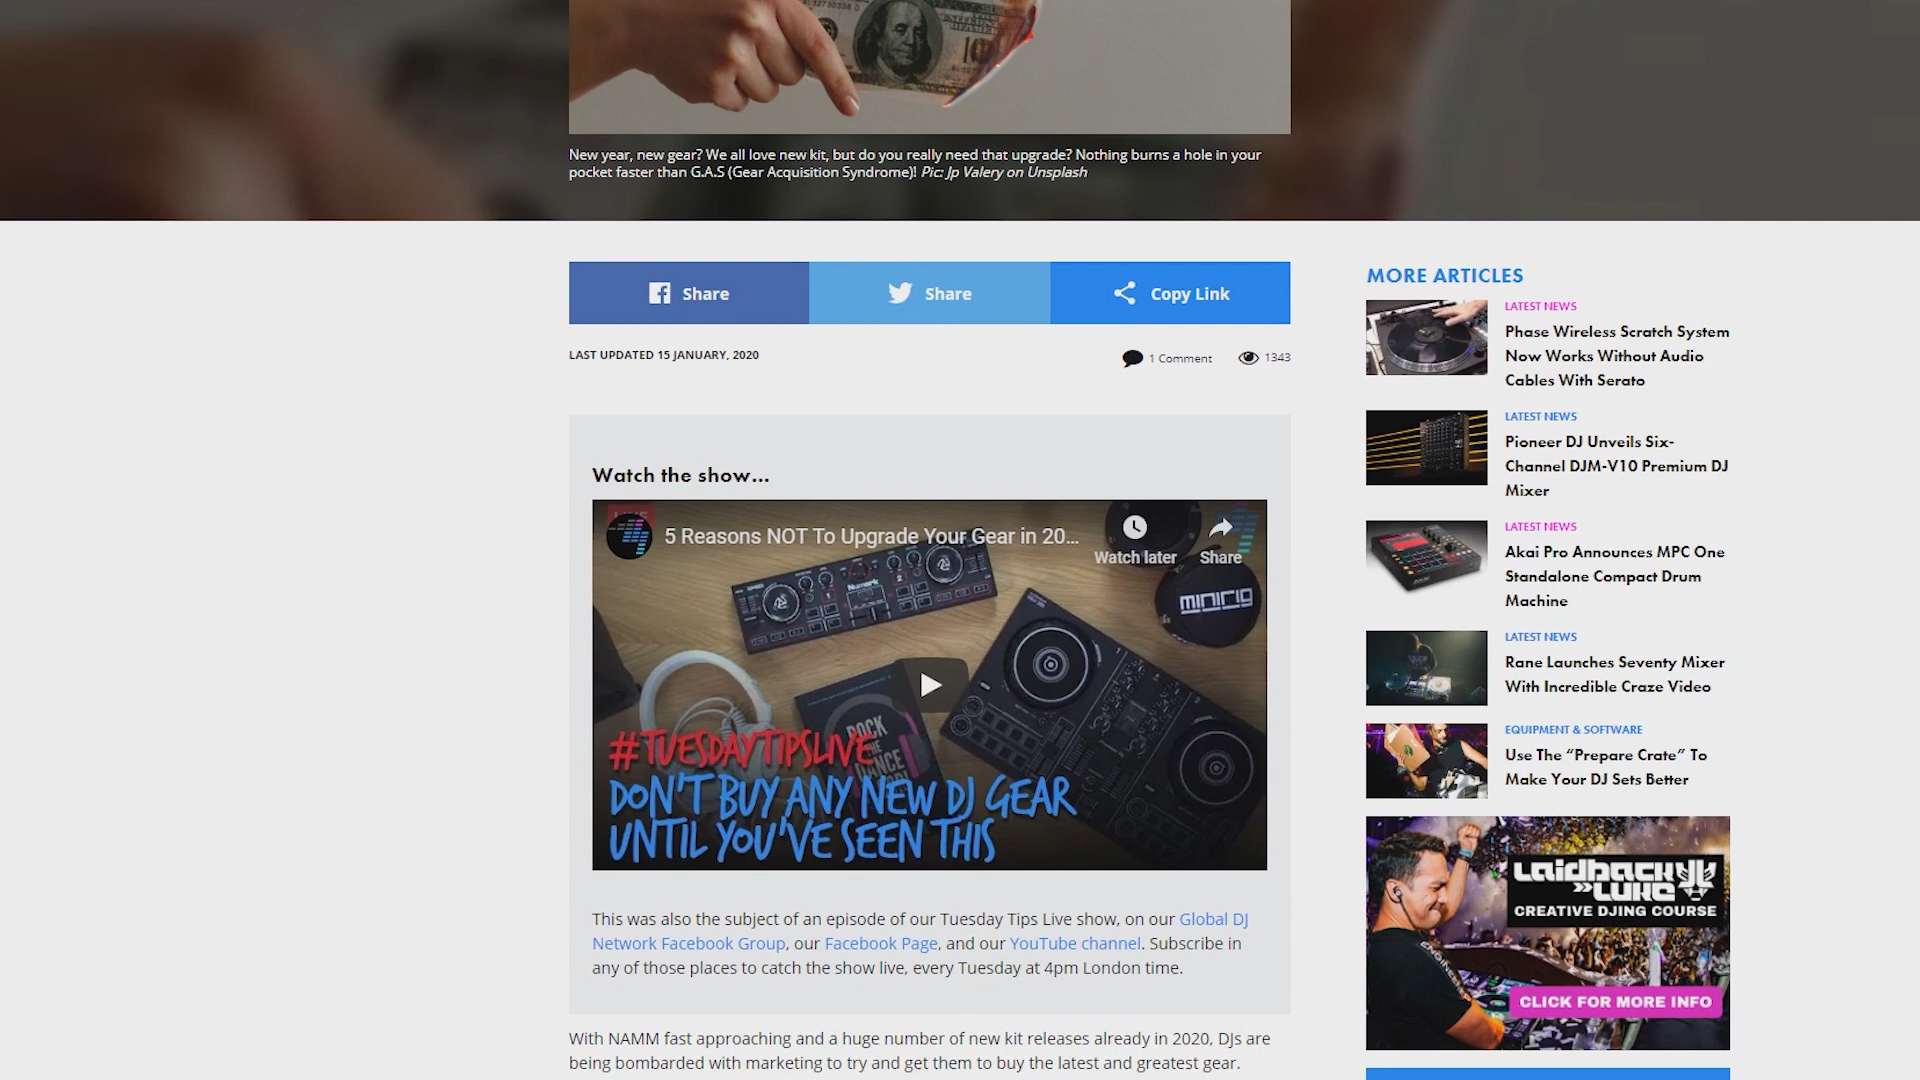 New year, new gear? We all love new kit, but do you really need that upgrade? Nothing burns a hole in your
pocket faster than G.A.S (Gear Acquisition Syndrome)! Pic: Jp Valery on Unsplash
Share
Share
Copy Link
LAST UPDATED 15 JANUARY, 2020
1 Comment
1343
Watch the show...
5 Reasons NOT To Upgrade Your Gear in 20...
Watch later
Share
Numark
minirig
ROCK
THE
DANCE
#TUESDAYTIPSLIVE
DON'T BUY ANY NEW DJ GEAR
UNTIL YOU'VE SEEN THIS
This was also the subject of an episode of our Tuesday Tips Live show, on our Global DJ
Network Facebook Group, our Facebook Page, and our YouTube channel. Subscribe in
any of those places to catch the show live, every Tuesday at 4pm London time.
With NAMM fast approaching and a huge number of new kit releases already in 2020, DJs are
being bombarded with marketing to try and get them to buy the latest and greatest gear.
MORE ARTICLES
LATEST NEWS
Phase Wireless Scratch System
Now Works Without Audio
Cables With Serato
LATEST NEWS
Pioneer DJ Unveils Six-
Channel DJM-V10 Premium DJ
Mixer
LATEST NEWS
Akai Pro Announces MPC One
Standalone Compact Drum
Machine
LATEST NEWS
Rane Launches Seventy Mixer
With Incredible Craze Video
EQUIPMENT & SOFTWARE
Use The “Prepare Crate” To
Make Your DJ Sets Better
Laidback
Luke
CREATIVE DJING COURSE
CLICK FOR MORE INFO